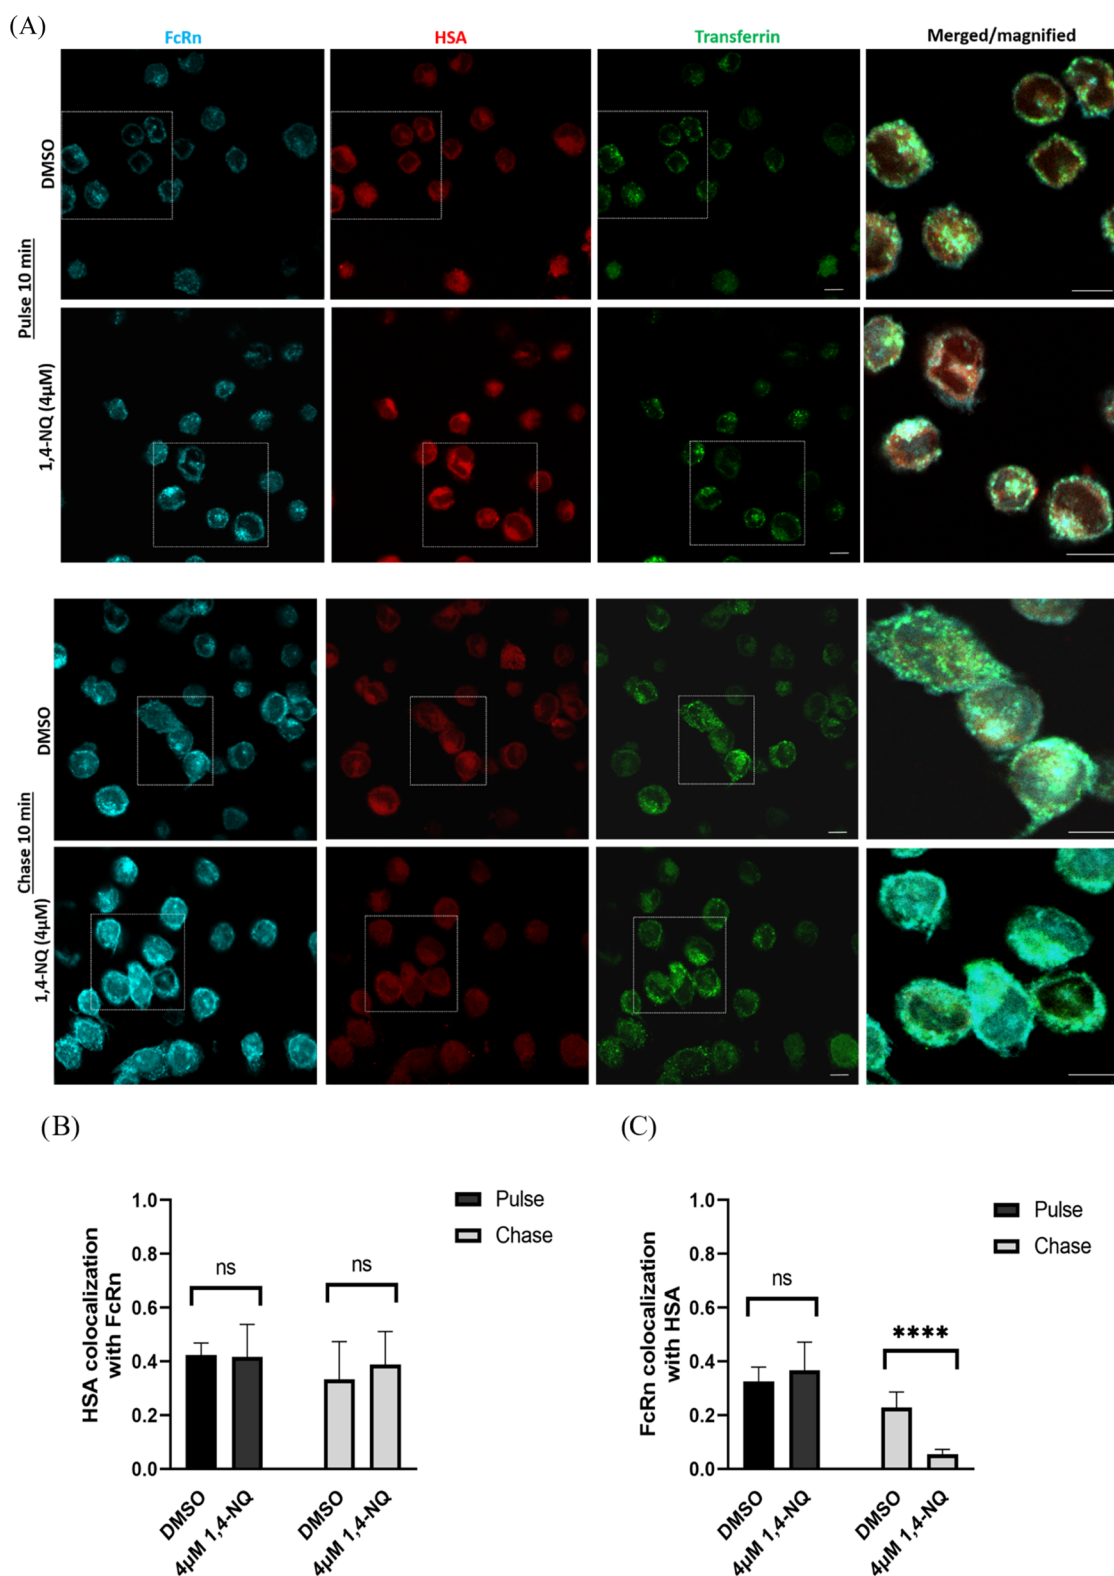 (A)
FcRn
HSA
Transferrin
Merged/magnified
Pulse 10 min
DMSO
1,4-NQ (4µM)
Chase 10 min
DMSO
1,4-NQ (4µM)
(B)
HSA colocalization
with FcRn
1.0
0.8
0.6
0.4
0.2
0.0
ns
ns
Pulse
Chase
DMSO
4µM 1,4-NQ
DMSO
4µM 1,4-NQ
(C)
FcRn colocalization
with HSA
1.0
0.8
0.6
0.4
0.2
0.0
ns
****
Pulse
Chase
DMSO
4µM 1,4-NQ
DMSO
4µM 1,4-NQ